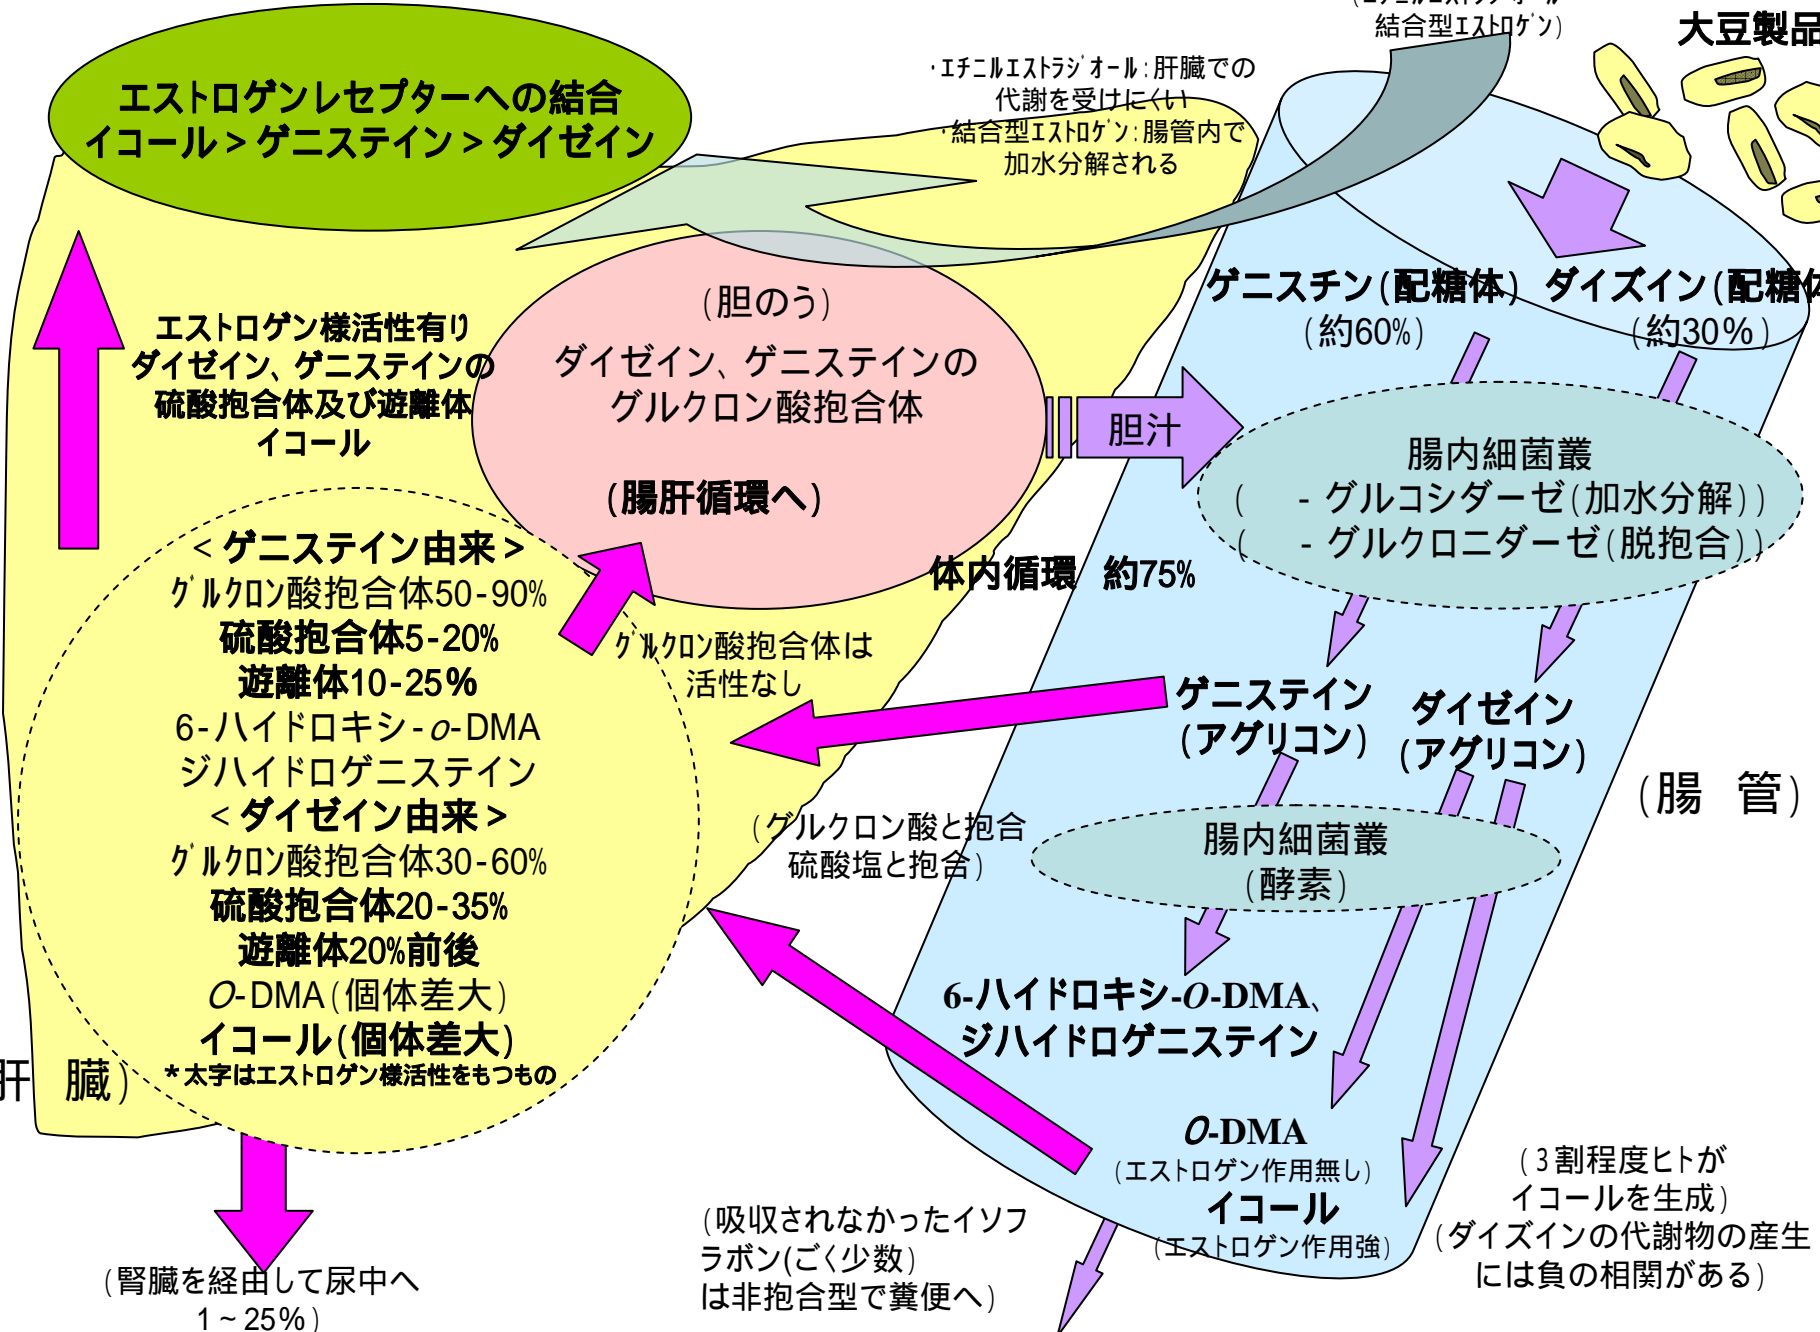 結合型エストロゲン)
大豆製品
エストロゲンレセプターへの結合
イコール > ゲニステイン > ダイゼイン
・エチニルエストラジオール:肝臓での
代謝を受けにくい
・結合型エストロゲン:腸管内で
加水分解される
ゲニスチン(配糖体)
(約60%)
ダイズイン(配糖体
(約30%)
エストロゲン様活性有り
ダイゼイン、ゲニステインの
硫酸抱合体及び遊離体
イコール
(胆のう)
ダイゼイン、ゲニステインの
グルクロン酸抱合体
(腸肝循環へ)
胆汁
腸内細菌叢
( - グルコシダーゼ(加水分解))
( - グルクロニダーゼ(脱抱合))
体内循環 約75%
<ゲニステイン由来>
グルクロン酸抱合体50-90%
硫酸抱合体5-20%
遊離体10-25%
6-ハイドロキシ-o-DMA
ジハイドロゲニステイン
<ダイゼイン由来>
グルクロン酸抱合体30-60%
硫酸抱合体20-35%
遊離体20%前後
O-DMA(個体差大)
イコール(個体差大)
*太字はエストロゲン様活性をもつもの
グルクロン酸抱合体は
活性なし
ゲニステイン
(アグリコン)
ダイゼイン
(アグリコン)
(腸 管)
(グルクロン酸と抱合
硫酸塩と抱合)
腸内細菌叢
(酵素)
6-ハイドロキシ-O-DMA、
ジハイドロゲニステイン
肝 臓)
O-DMA
(エストロゲン作用無し)
イコール
(エストロゲン作用強)
(3割程度ヒトが
イコールを生成)
(ダイズインの代謝物の産生
には負の相関がある)
(吸収されなかったイソフ
ラボン(ごく少数)
は非抱合型で糞便へ)
(腎臓を経由して尿中へ
1~25%)